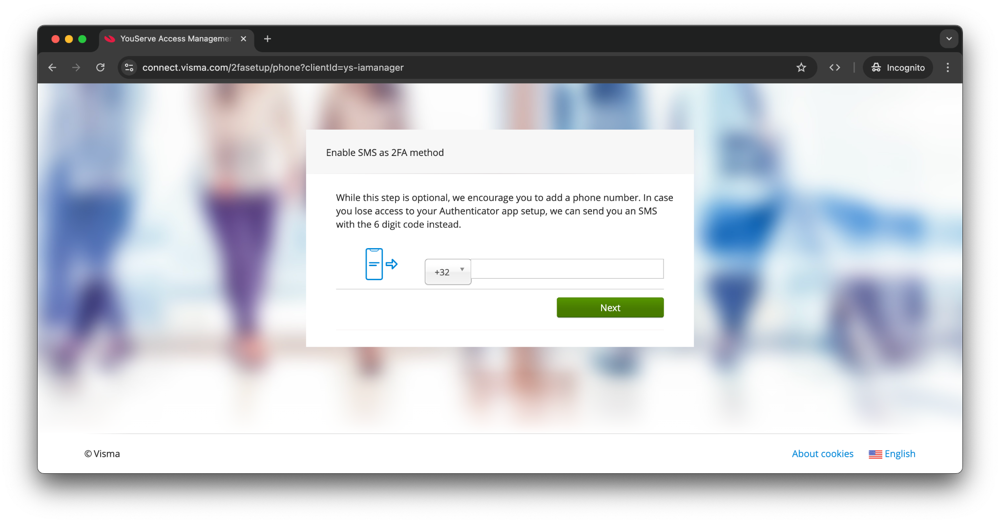 YouServe Access Managemen
connect.visma.com/2fasetup/phone?clientId=ys-iamanager
Incognito
Enable SMS as 2FA method
While this step is optional, we encourage you to add a phone number. In case
you lose access to your Authenticator app setup, we can send you an SMS
with the 6 digit code instead.
+32
Next
© Visma
About cookies
English